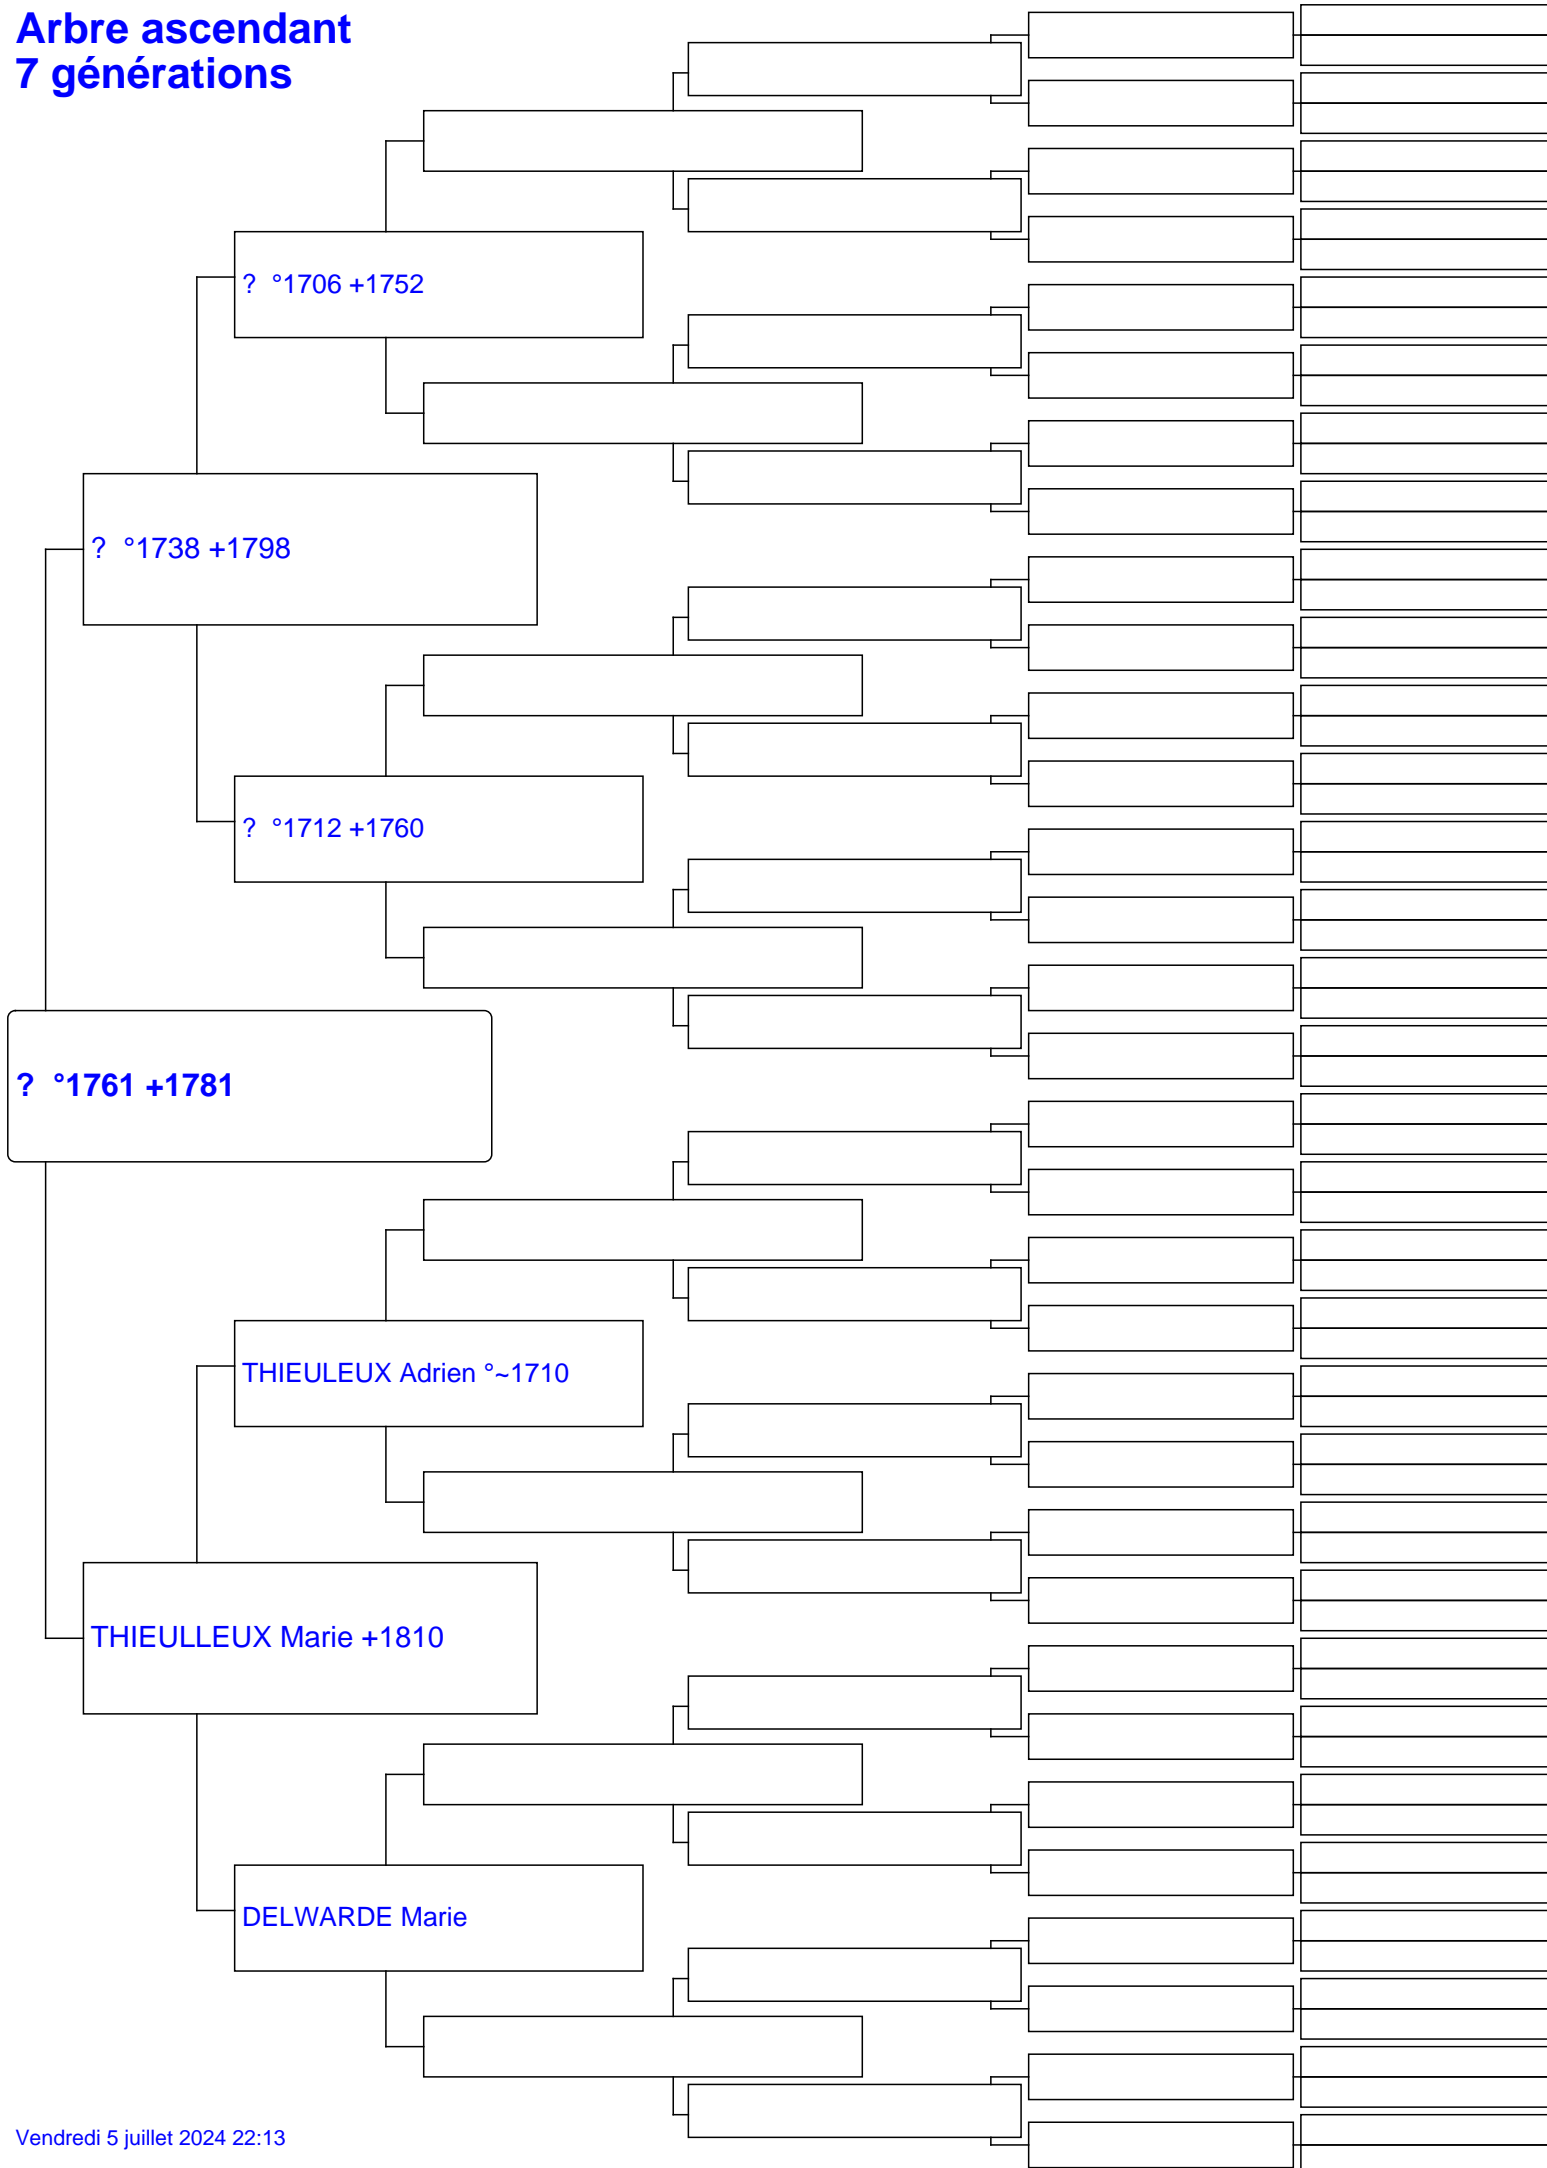 Arbre ascendant
7 générations
? °1706 +1752
? °1738 +1798
? °1712 +1760
? °1761 +1781
THIEULEUX Adrien °~1710
THIEULLEUX Marie +1810
DELWARDE Marie
Vendredi 5 juillet 2024 22:13